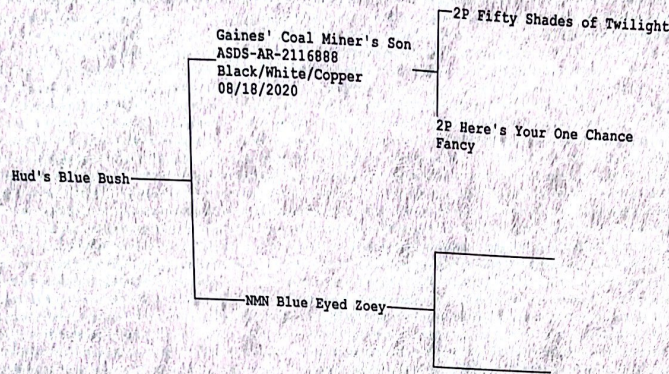 2P Fifty Shades of Twilight
Gaines' Coal Miner's Son
ASDS-AR-2116888
Black/White/Copper
08/18/2020
2P Here's Your One Chance
Fancy
Hud's Blue Bush
NMN Blue Eyed Zoey